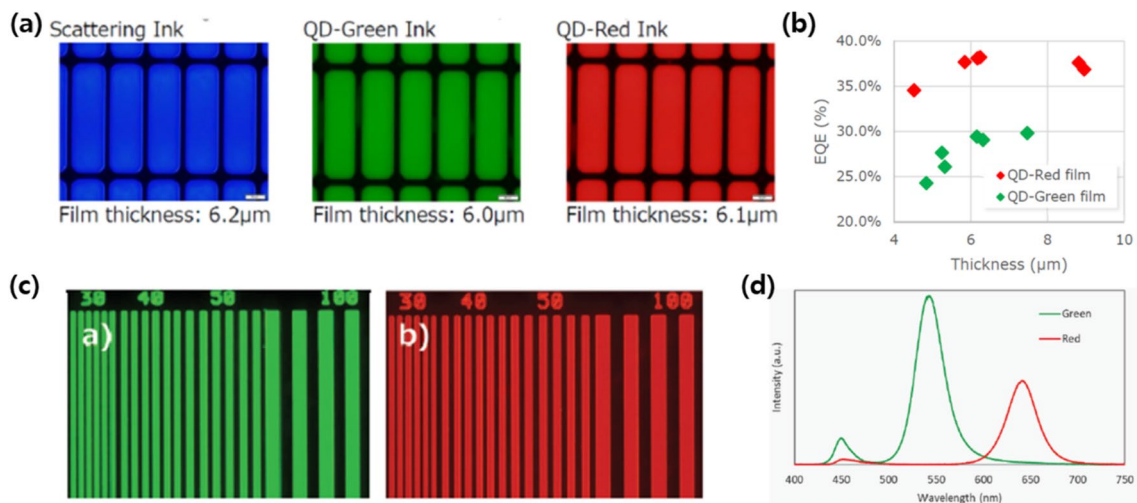 (a)
Scattering Ink
QD-Green Ink
QD-Red Ink
Film thickness: 6.2µm
Film thickness: 6.0µm
Film thickness: 6.1µm
(b)
40.0%
35.0%
30.0%
25.0%
20.0%
EQE (%)
QD-Red film
QD-Green film
4
6
8
10
Thickness (µm)
(c)
30
40
50
100
a)
30
40
50
100
b)
(d)
Intensity (a.u.)
Green
Red
400
450
500
550
600
650
700
750
Wavelength (nm)